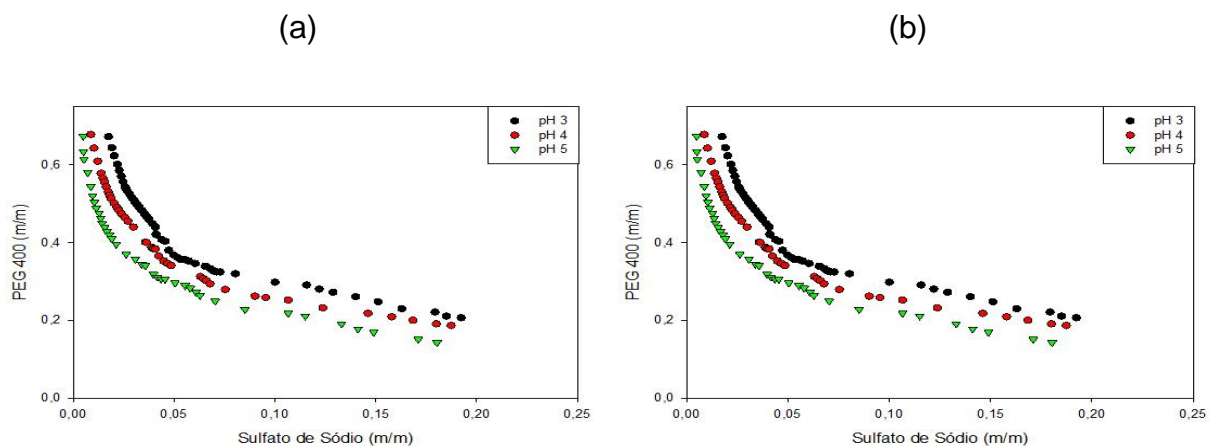 (a)
(b)
pH 3
pH 4
pH 5
0,6
0,4
0,2
0,0
PEG 400 (m/m)
0,00 0,05 0,10 0,15 0,20 0,25
Sulfato de Sódio (m/m)
pH 3
pH 4
pH 5
0,6
0,4
0,2
0,0
PEG 400 (m/m)
0,00 0,05 0,10 0,15 0,20 0,25
Sulfato de Sódio (m/m)